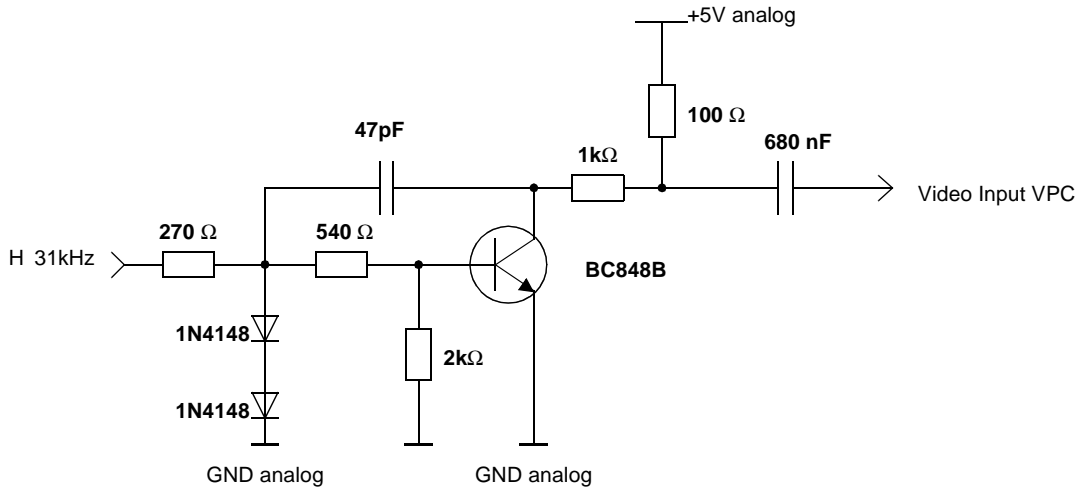 +5V analog
100 Ω
47pF
680 nF
1kΩ
Video Input VPC
270 Ω
540 Ω
H 31kHz
BC848B
1N4148
2kΩ
1N4148
GND analog
GND analog